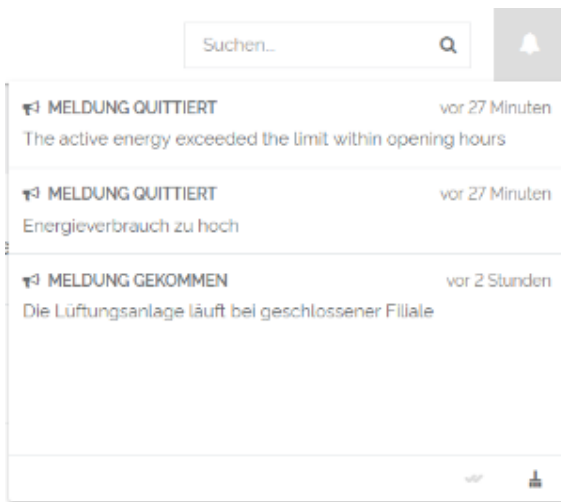 Suchen...
MELDUNG QUITTIERT vor 27 Minuten
The active energy exceeded the limit within opening hours
MELDUNG QUITTIERT vor 27 Minuten
Energieverbrauch zu hoch
MELDUNG GEKOMMEN vor 2 Stunden
Die Lüftungsanlage läuft bei geschlossener Filiale